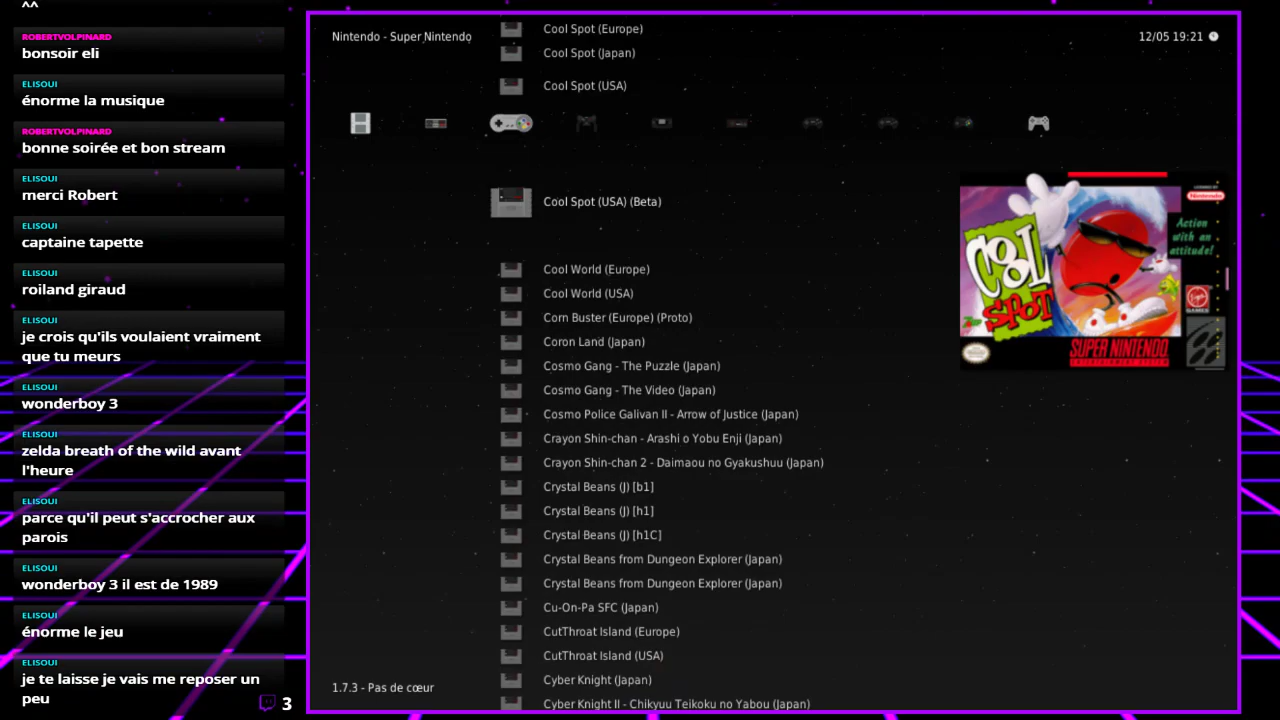 ^^
ROBERTVOLPINARD
bonsoir eli
ELISOUI
énorme la musique
ROBERTVOLPINARD
bonne soirée et bon stream
ELISOUI
merci Robert
ELISOUI
captaine tapette
ELISOUI
roiland giraud
ELISOUI
je crois qu'ils voulaient vraiment
que tu meurs
ELISOUI
wonderboy 3
ELISOUI
zelda breath of the wild avant
l'heure
ELISOUI
parce qu'il peut s'accrocher aux
parois
ELISOUI
wonderboy 3 il est de 1989
ELISOUI
énorme le jeu
ELISOUI
je te laisse je vais me reposer un
peu
3
Nintendo - Super Nintendo
12/05 19:21
Cool Spot (Europe)
Cool Spot (Japan)
Cool Spot (USA)
Cool Spot (USA) (Beta)
Cool World (Europe)
Cool World (USA)
Corn Buster (Europe) (Proto)
Coron Land (Japan)
Cosmo Gang - The Puzzle (Japan)
Cosmo Gang - The Video (Japan)
Cosmo Police Galivan II - Arrow of Justice (Japan)
Crayon Shin-chan - Arashi o Yobu Enji (Japan)
Crayon Shin-chan 2 - Daimaou no Gyakushuu (Japan)
Crystal Beans (J) [b1]
Crystal Beans (J) [h1]
Crystal Beans (J) [h1C]
Crystal Beans from Dungeon Explorer (Japan)
Crystal Beans from Dungeon Explorer (Japan)
Cu-On-Pa SFC (Japan)
CutThroat Island (Europe)
CutThroat Island (USA)
Cyber Knight (Japan)
Cyber Knight II - Chikyuu Teikoku no Yabou (Japan)
1.7.3 - Pas de cœur
COOL
SPOT
Nintendo
Action
with an
attitude!
Virgin
GAMES
SUPER NINTENDO
ENTERTAINMENT SYSTEM